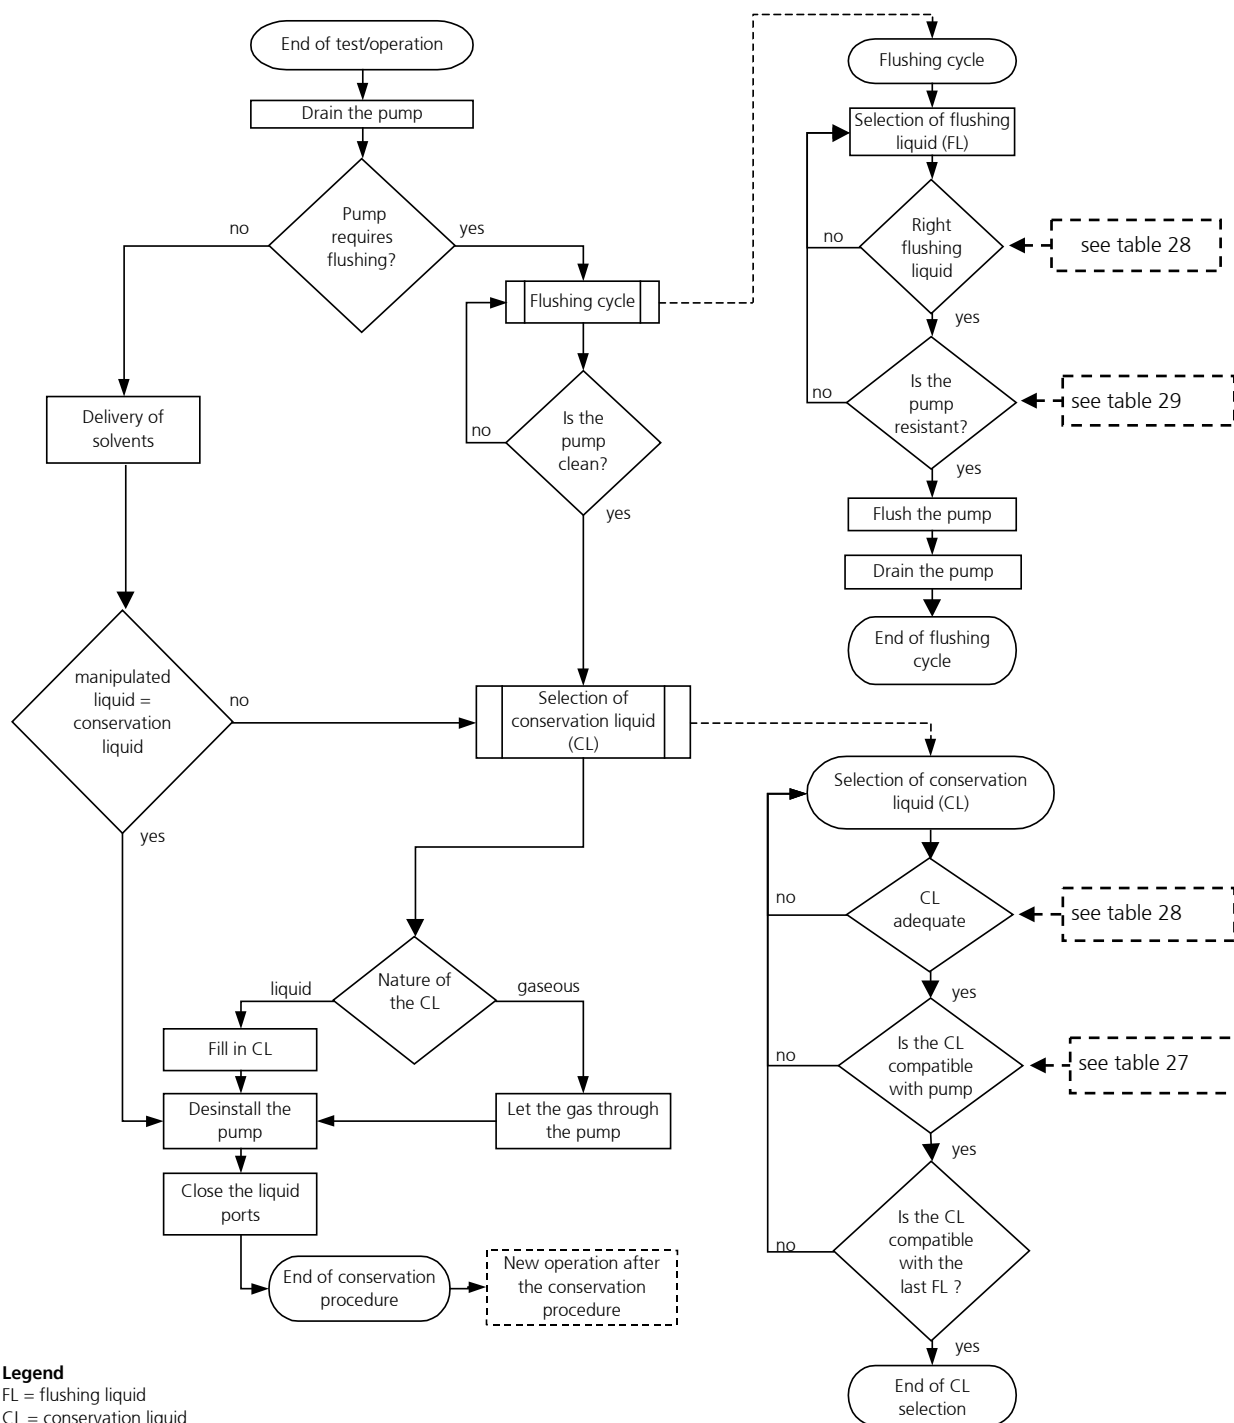 End of test/operation
Drain the pump
Pump
requires
flushing?
no
yes
Flushing cycle
Is the
pump
clean?
no
yes
Delivery of
solvents
manipulated
liquid =
conservation
liquid
no
yes
Selection of
conservation liquid
(CL)
Nature of
the CL
liquid
gaseous
Fill in CL
Desinstall the
pump
Let the gas through
the pump
Close the liquid
ports
End of conservation
procedure
New operation after
the conservation
procedure
Flushing cycle
Selection of flushing
liquid (FL)
Right
flushing
liquid
no
see table 28
yes
Is the
pump
resistant?
no
see table 29
yes
Flush the pump
Drain the pump
End of flushing
cycle
Selection of conservation
liquid (CL)
CL
adequate
no
see table 28
yes
Is the CL
compatible
with pump
no
see table 27
yes
Is the CL
compatible
with the
last FL ?
no
yes
End of CL
selection
Legend
FL = flushing liquid
CL = conservation liquid